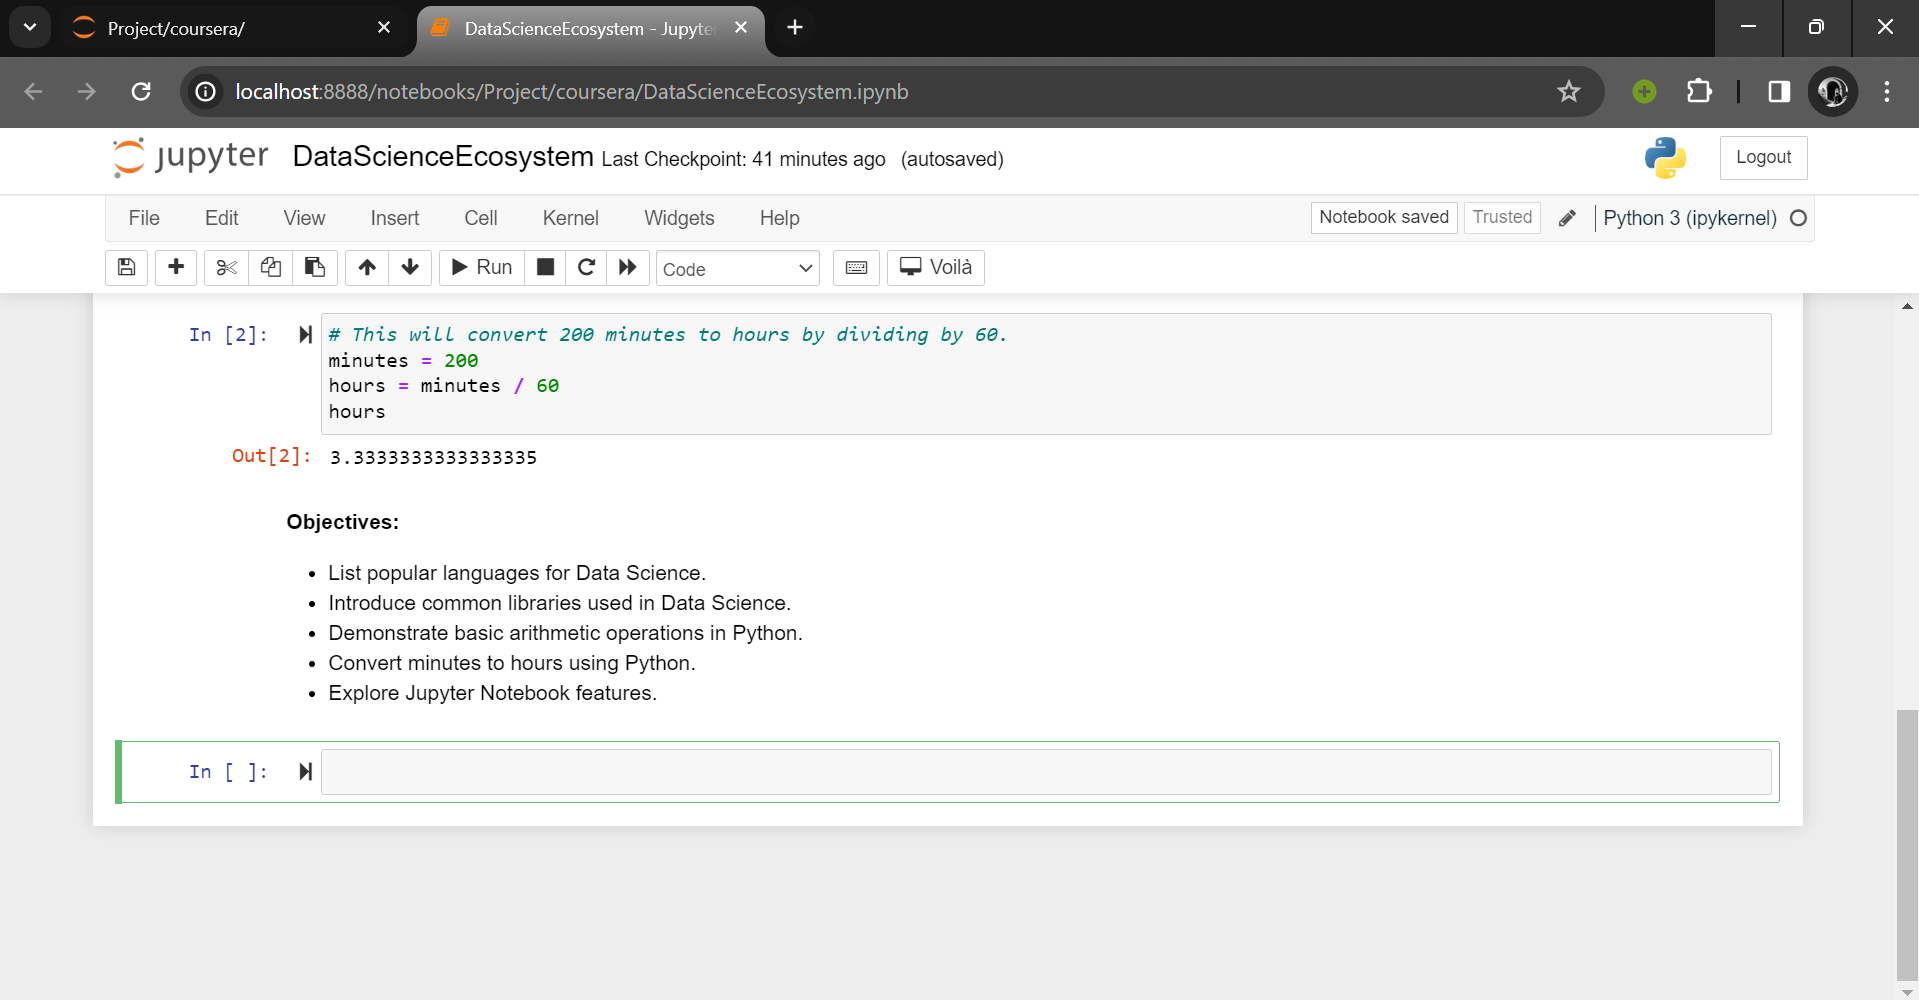 Project/coursera/
DataScienceEcosystem - Jupyte
localhost:8888/notebooks/Project/coursera/DataScienceEcosystem.ipynb
jupyter DataScienceEcosystem Last Checkpoint: 41 minutes ago (autosaved)
Logout
File Edit View Insert Cell Kernel Widgets Help
Notebook saved Trusted Python 3 (ipykernel)
Run Code Voilà
In [2]: # This will convert 200 minutes to hours by dividing by 60.
minutes = 200
hours = minutes / 60
hours
Out[2]: 3.3333333333333335
Objectives:
• List popular languages for Data Science.
• Introduce common libraries used in Data Science.
• Demonstrate basic arithmetic operations in Python.
• Convert minutes to hours using Python.
• Explore Jupyter Notebook features.
In [ ]: